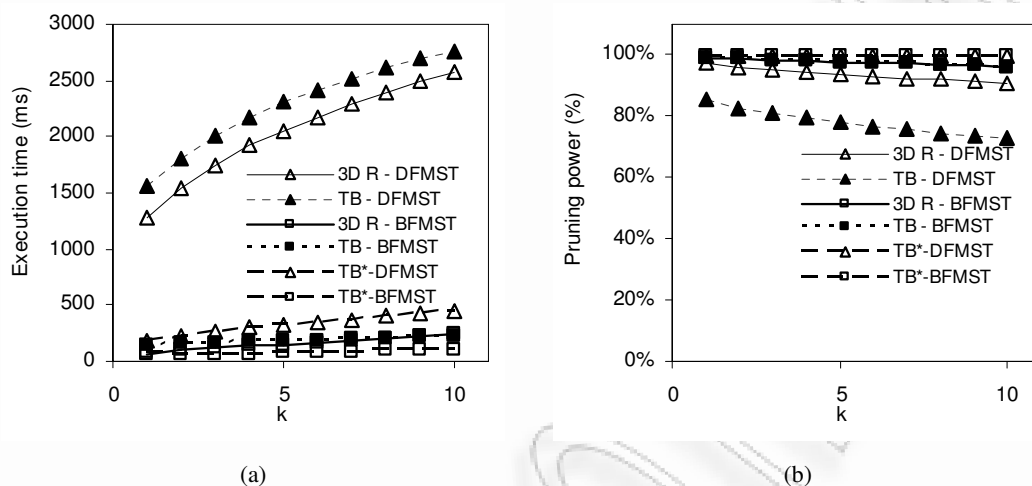 3000
2500
2000
1500
1000
500
0
Execution time (ms)
0
5
10
k
3D R - DFMST
TB - DFMST
3D R - BFMST
TB - BFMST
TB*-DFMST
TB*-BFMST
(a)
100%
80%
60%
40%
20%
0%
Pruning power (%)
0
5
10
k
3D R - DFMST
TB - DFMST
3D R - BFMST
TB - BFMST
TB*-DFMST
TB*-BFMST
(b)